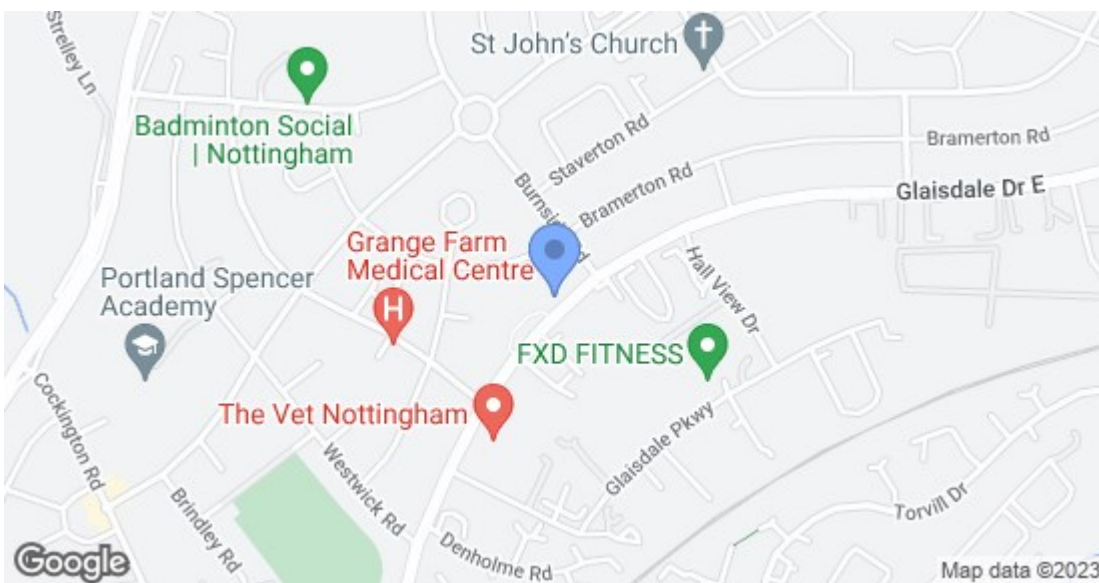 Strelley Ln
St John's Church
Badminton Social
| Nottingham
Staverton Rd
Bramerton Rd
Bramerton Rd
Burnsi
d
Glaisdale Dr E
Grange Farm
Medical Centre
Hall View Dr
Portland Spencer
Academy
H
FXD FITNESS
The Vet Nottingham
Cockington Rd
Glaisdale Pkwy
Westwick Rd
Brindley Rd
Torvill Dr
Denholme Rd
Google
Map data ©2023